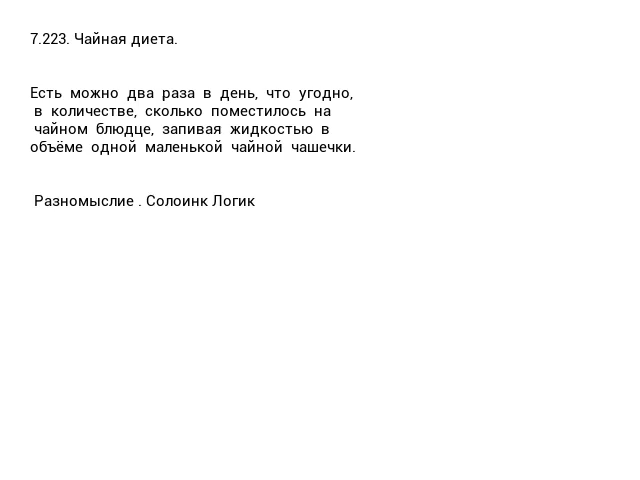 7.223. Чайная диета.
Есть можно два раза в день, что угодно,
в количестве, сколько поместилось на
чайном блюдце, запивая жидкостью в
объёме одной маленькой чайной чашечки.
Разномыслие . Солоинк Логик